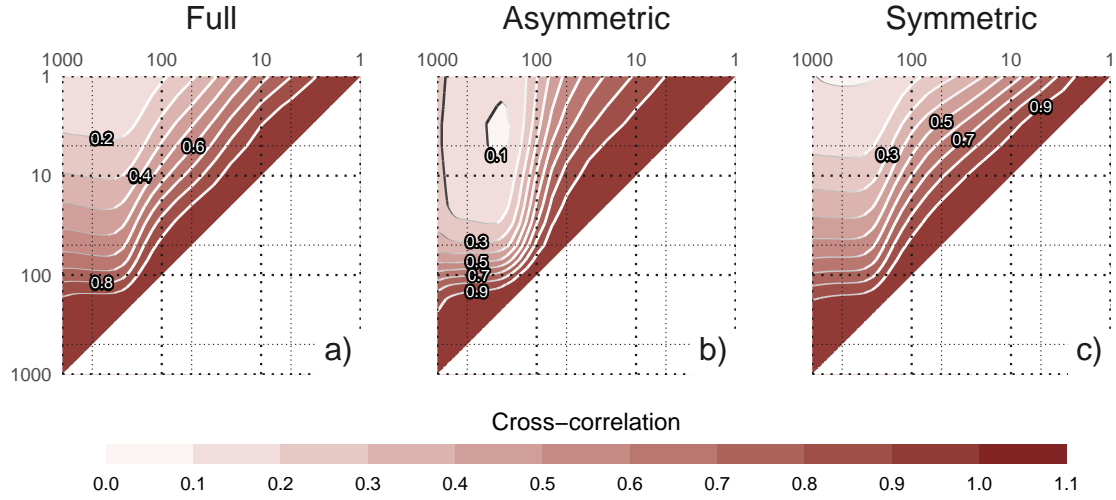 Full Asymmetric Symmetric
1000 100 10 1 1000 100 10 1 1000 100 10 1
1
10
100
1000
0.2
0.4
0.6
0.8
a)
0.1
0.3
0.5
0.7
0.9
b)
0.3
0.5
0.7
0.9
c)
Cross−correlation
0.0 0.1 0.2 0.3 0.4 0.5 0.6 0.7 0.8 0.9 1.0 1.1